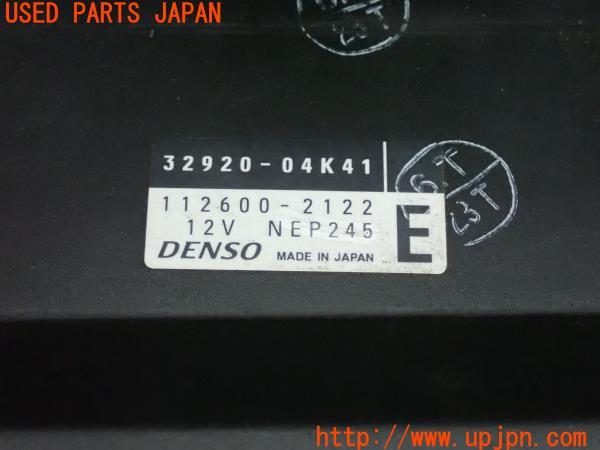 USED PARTS JAPAN
23T
32920-04K41
6.T
23T
112600-2122
12V NEP245
DENSO MADE IN JAPAN
E
http://www.upjpn.com